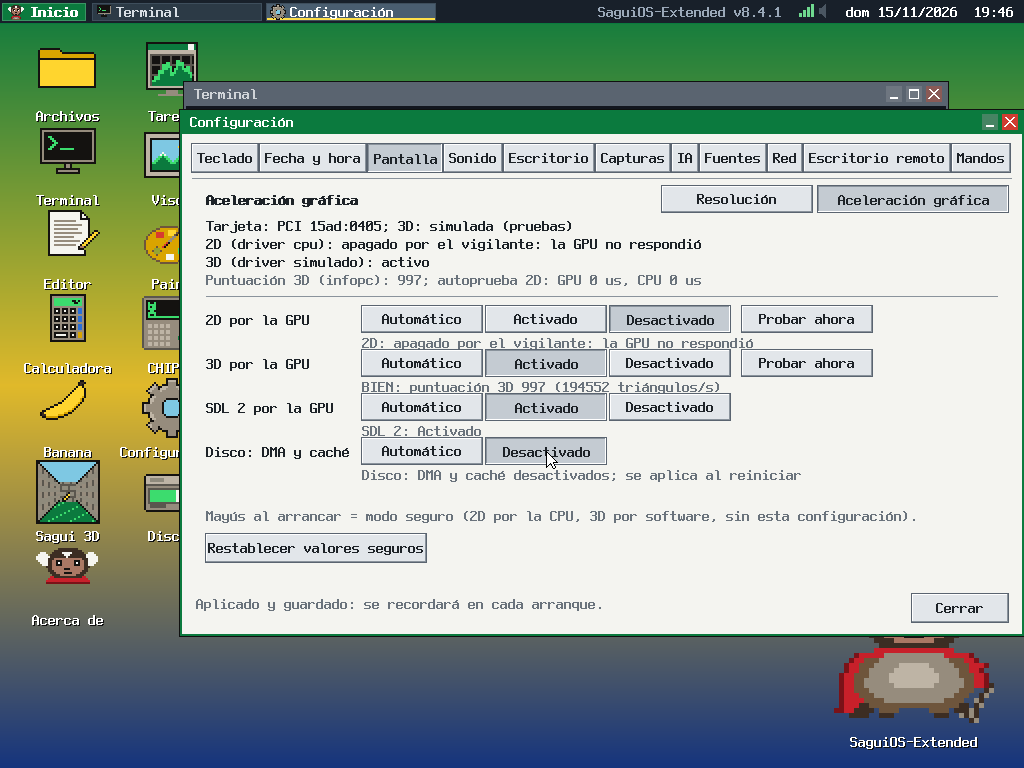 Inicio
Terminal
Configuración
SaguiOS-Extended v8.4.1
dom 15/11/2026
19:46
Archivos
Terminal
Editor
Calculadora
Banana
Sagui 3D
Acerca de
Terminal
Configuración
Teclado
Fecha y hora
Pantalla
Sonido
Escritorio
Capturas
IA
Fuentes
Red
Escritorio remoto
Mandos
Aceleración gráfica
Resolución
Aceleración gráfica
Tarjeta: PCI 15ad:0405; 3D: simulada (pruebas)
2D (driver cpu): apagado por el vigilante: la GPU no respondió
3D (driver simulado): activo
Puntuación 3D (infopc): 997; autoprueba 2D: GPU 0 us, CPU 0 us
2D por la GPU
Automático
Activado
Desactivado
Probar ahora
2D: apagado por el vigilante: la GPU no respondió
3D por la GPU
Automático
Activado
Desactivado
Probar ahora
BIEN: puntuación 3D 997 (194552 triángulos/s)
SDL 2 por la GPU
Automático
Activado
Desactivado
SDL 2: Activado
Disco: DMA y caché
Automático
Desactivado
Disco: DMA y caché desactivados; se aplica al reiniciar
Mayús al arrancar = modo seguro (2D por la CPU, 3D por software, sin esta configuración).
Restablecer valores seguros
Aplicado y guardado: se recordará en cada arranque.
Cerrar
SaguiOS-Extended